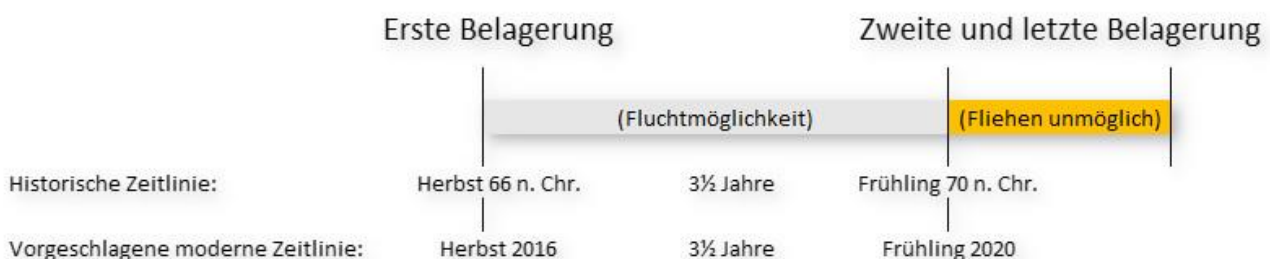 Erste Belagerung Zweite und letzte Belagerung
(Fluchtmöglichkeit) (Fliehen unmöglich)
Historische Zeitlinie: Herbst 66 n. Chr. 3½ Jahre Frühling 70 n. Chr.
Vorgeschlagene moderne Zeitlinie: Herbst 2016 3½ Jahre Frühling 2020